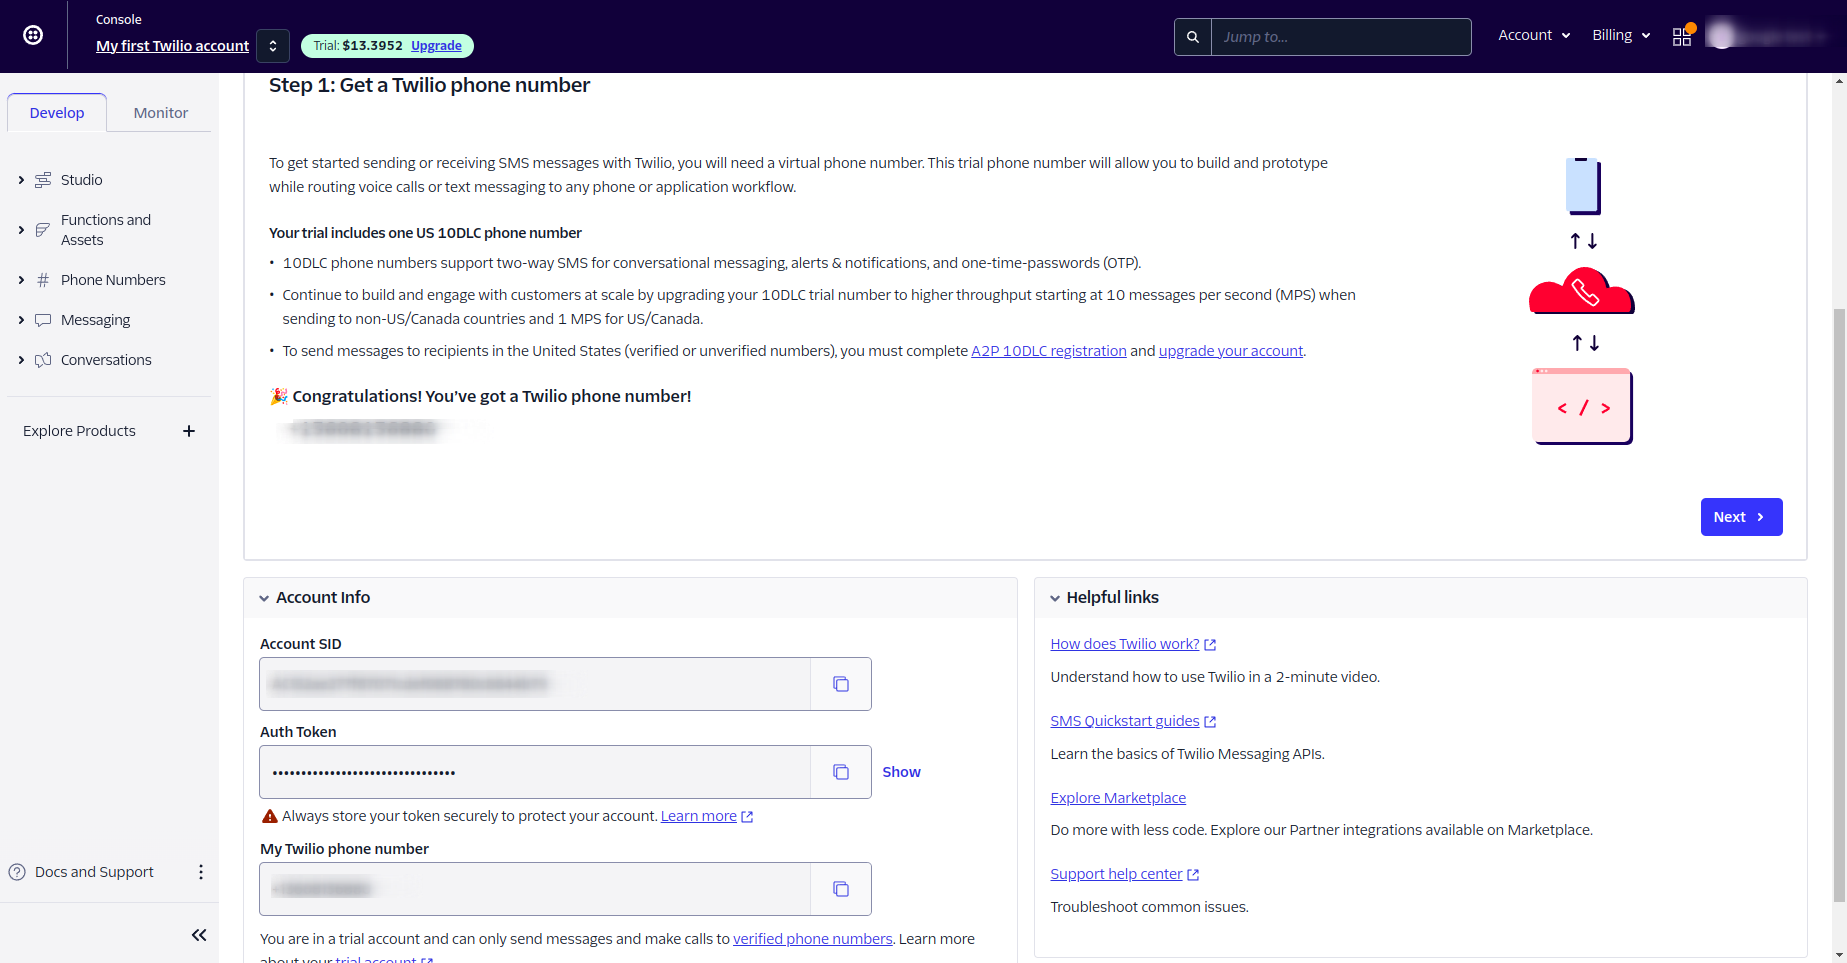 Console
My first Twilio account
Trial: $13.3952 Upgrade
Jump to...
Account
Billing
Develop
Monitor
Studio
Functions and
Assets
Phone Numbers
Messaging
Conversations
Explore Products
Docs and Support
Step 1: Get a Twilio phone number
To get started sending or receiving SMS messages with Twilio, you will need a virtual phone number. This trial phone number will allow you to build and prototype
while routing voice calls or text messaging to any phone or application workflow.
Your trial includes one US 10DLC phone number
• 10DLC phone numbers support two-way SMS for conversational messaging, alerts & notifications, and one-time-passwords (OTP).
• Continue to build and engage with customers at scale by upgrading your 10DLC trial number to higher throughput starting at 10 messages per second (MPS) when
sending to non-US/Canada countries and 1 MPS for US/Canada.
• To send messages to recipients in the United States (verified or unverified numbers), you must complete A2P 10DLC registration and upgrade your account.
🎉 Congratulations! You’ve got a Twilio phone number!
< / >
Next
Account Info
Account SID
Auth Token
••••••••••••••••••••••••••••••••
Show
Always store your token securely to protect your account. Learn more
My Twilio phone number
You are in a trial account and can only send messages and make calls to verified phone numbers. Learn more
about your trial account
Helpful links
How does Twilio work?
Understand how to use Twilio in a 2-minute video.
SMS Quickstart guides
Learn the basics of Twilio Messaging APIs.
Explore Marketplace
Do more with less code. Explore our Partner integrations available on Marketplace.
Support help center
Troubleshoot common issues.